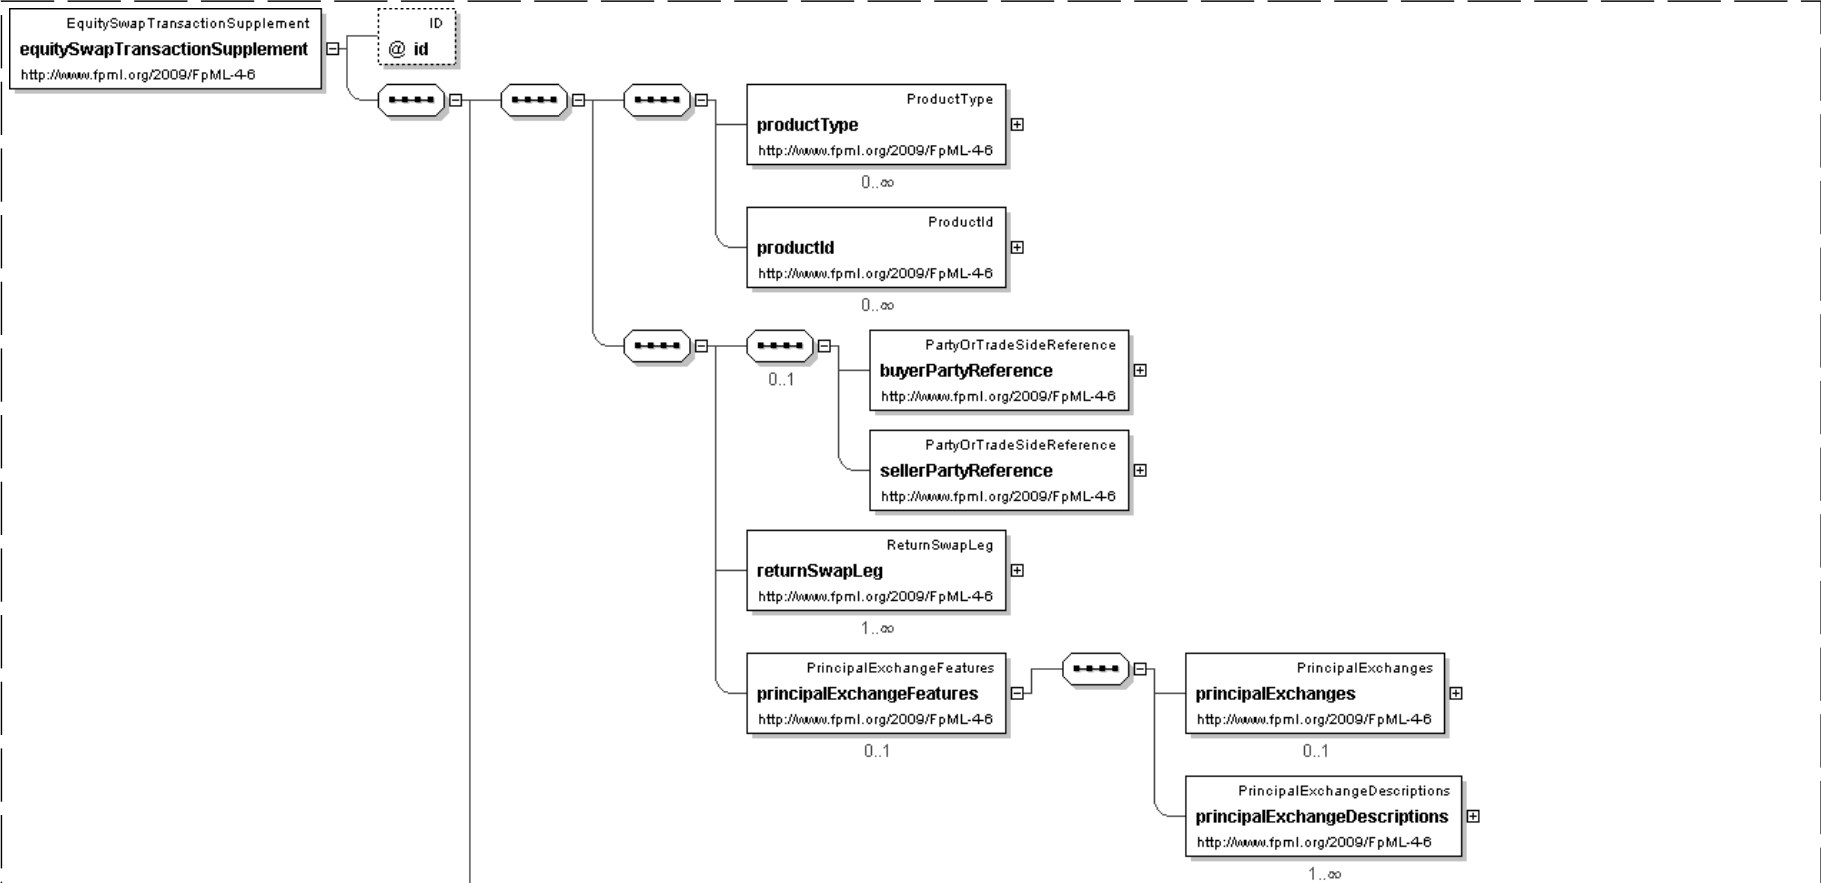 EquitySwapTransactionSupplement
equitySwapTransactionSupplement
http://www.fpml.org/2009/FpML-4-6
ID
@ id
ProductType
productType
http://www.fpml.org/2009/FpML-4-6
0..∞
ProductId
productId
http://www.fpml.org/2009/FpML-4-6
0..∞
0..1
PartyOrTradeSideReference
buyerPartyReference
http://www.fpml.org/2009/FpML-4-6
PartyOrTradeSideReference
sellerPartyReference
http://www.fpml.org/2009/FpML-4-6
ReturnSwapLeg
returnSwapLeg
http://www.fpml.org/2009/FpML-4-6
1..∞
PrincipalExchangeFeatures
principalExchangeFeatures
http://www.fpml.org/2009/FpML-4-6
0..1
PrincipalExchanges
principalExchanges
http://www.fpml.org/2009/FpML-4-6
0..1
PrincipalExchangeDescriptions
principalExchangeDescriptions
http://www.fpml.org/2009/FpML-4-6
1..∞